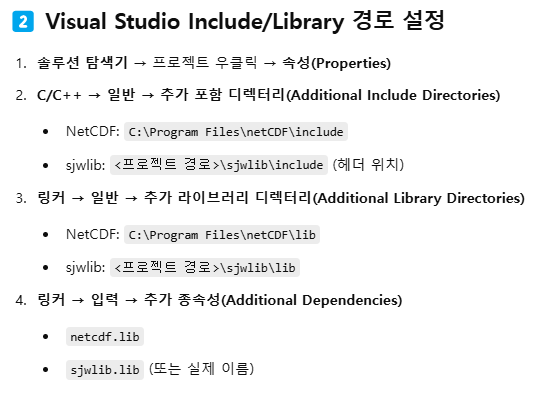 2 Visual Studio Include/Library 경로 설정
1. 솔루션 탐색기 → 프로젝트 우클릭 → 속성(Properties)
2. C/C++ → 일반 → 추가 포함 디렉터리(Additional Include Directories)
• NetCDF: C:\Program Files\netCDF\include
• sjwlib: <프로젝트 경로>\sjwlib\include (헤더 위치)
3. 링커 → 일반 → 추가 라이브러리 디렉터리(Additional Library Directories)
• NetCDF: C:\Program Files\netCDF\lib
• sjwlib: <프로젝트 경로>\sjwlib\lib
4. 링커 → 입력 → 추가 종속성(Additional Dependencies)
• netcdf.lib
• sjwlib.lib (또는 실제 이름)